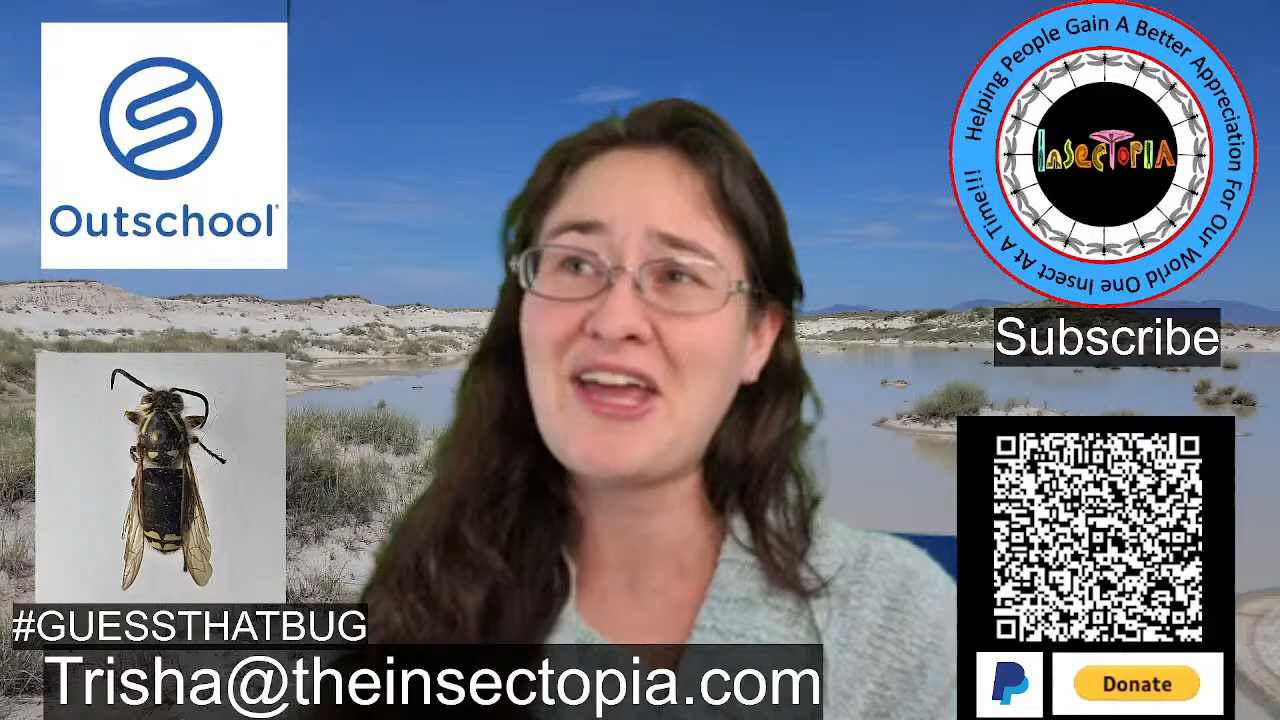 Outschool
Helping People Gain A Better Appreciation For Our World One Insect At A Time!!!
InsecTopia
Subscribe
#GUESSTHATBUG
Trisha@theinsectopia.com
Donate